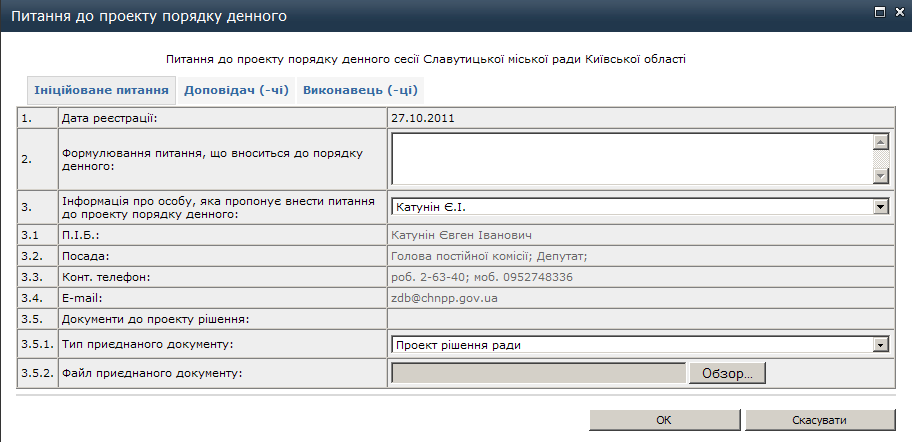 Питання до проекту порядку денного
Питання до проекту порядку денного сесії Славутицької міської ради Київської області
Ініційоване питання Доповідач (-чі) Виконавець (-ці)
1. Дата реєстрації: 27.10.2011
2. Формулювання питання, що вноситься до порядку
денного:
3. Інформація про особу, яка пропонує внести питання
до проекту порядку денного: Катунін Є.І.
3.1 П.І.Б.: Катунін Євген Іванович
3.2. Посада: Голова постійної комісії; Депутат;
3.3. Конт. телефон: роб. 2-63-40; моб. 0952748336
3.4. E-mail: zdb@chnpp.gov.ua
3.5. Документи до проекту рішення:
3.5.1. Тип приєднаного документу: Проект рішення ради
3.5.2. Файл приєднаного документу: Обзор...
ОК Скасувати